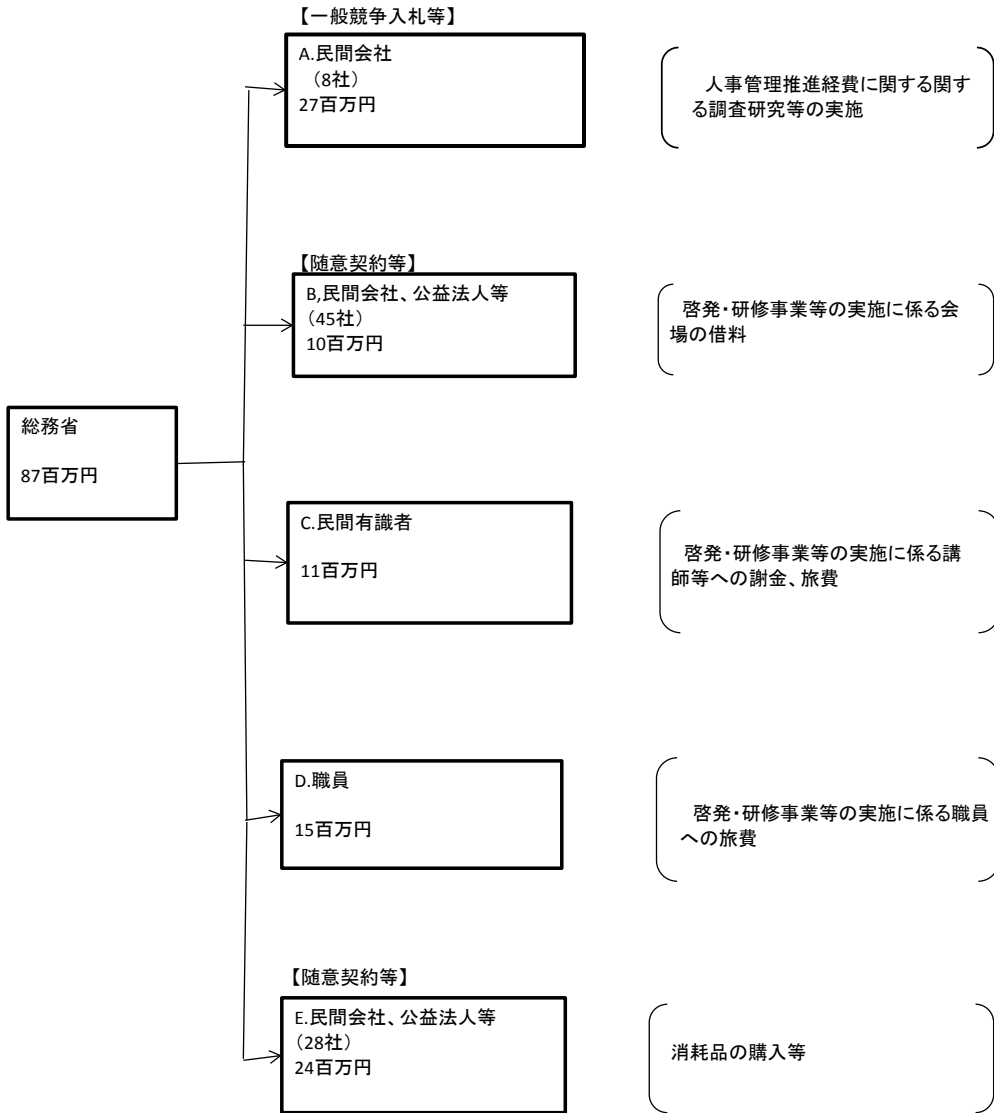 【一般競争入札等】
A.民間会社
（8社）
27百万円
人事管理推進経費に関する関す
る調査研究等の実施
【随意契約等】
B,民間会社、公益法人等
（45社）
10百万円
啓発・研修事業等の実施に係る会
場の借料
総務省
87百万円
C.民間有識者
11百万円
啓発・研修事業等の実施に係る講
師等への謝金、旅費
D.職員
15百万円
啓発・研修事業等の実施に係る職員
への旅費
【随意契約等】
E.民間会社、公益法人等
（28社）
24百万円
消耗品の購入等